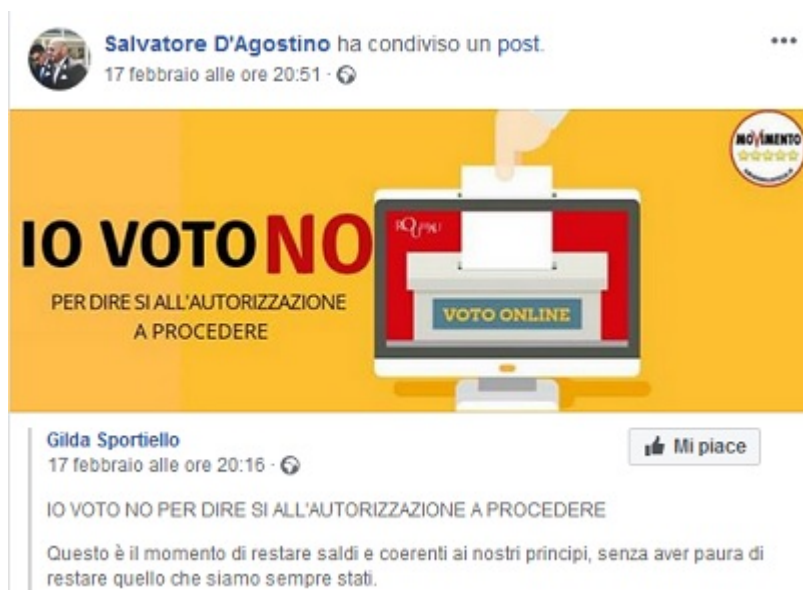 Salvatore D'Agostino ha condiviso un post.
17 febbraio alle ore 20:51 ·
MOVIMENTO
IO VOTO NO
PER DIRE SI ALL'AUTORIZZAZIONE
A PROCEDERE
VOTO ONLINE
Gilda Sportiello
17 febbraio alle ore 20:16 ·
Mi piace
IO VOTO NO PER DIRE SI ALL'AUTORIZZAZIONE A PROCEDERE
Questo è il momento di restare saldi e coerenti ai nostri principi, senza aver paura di
restare quello che siamo sempre stati.